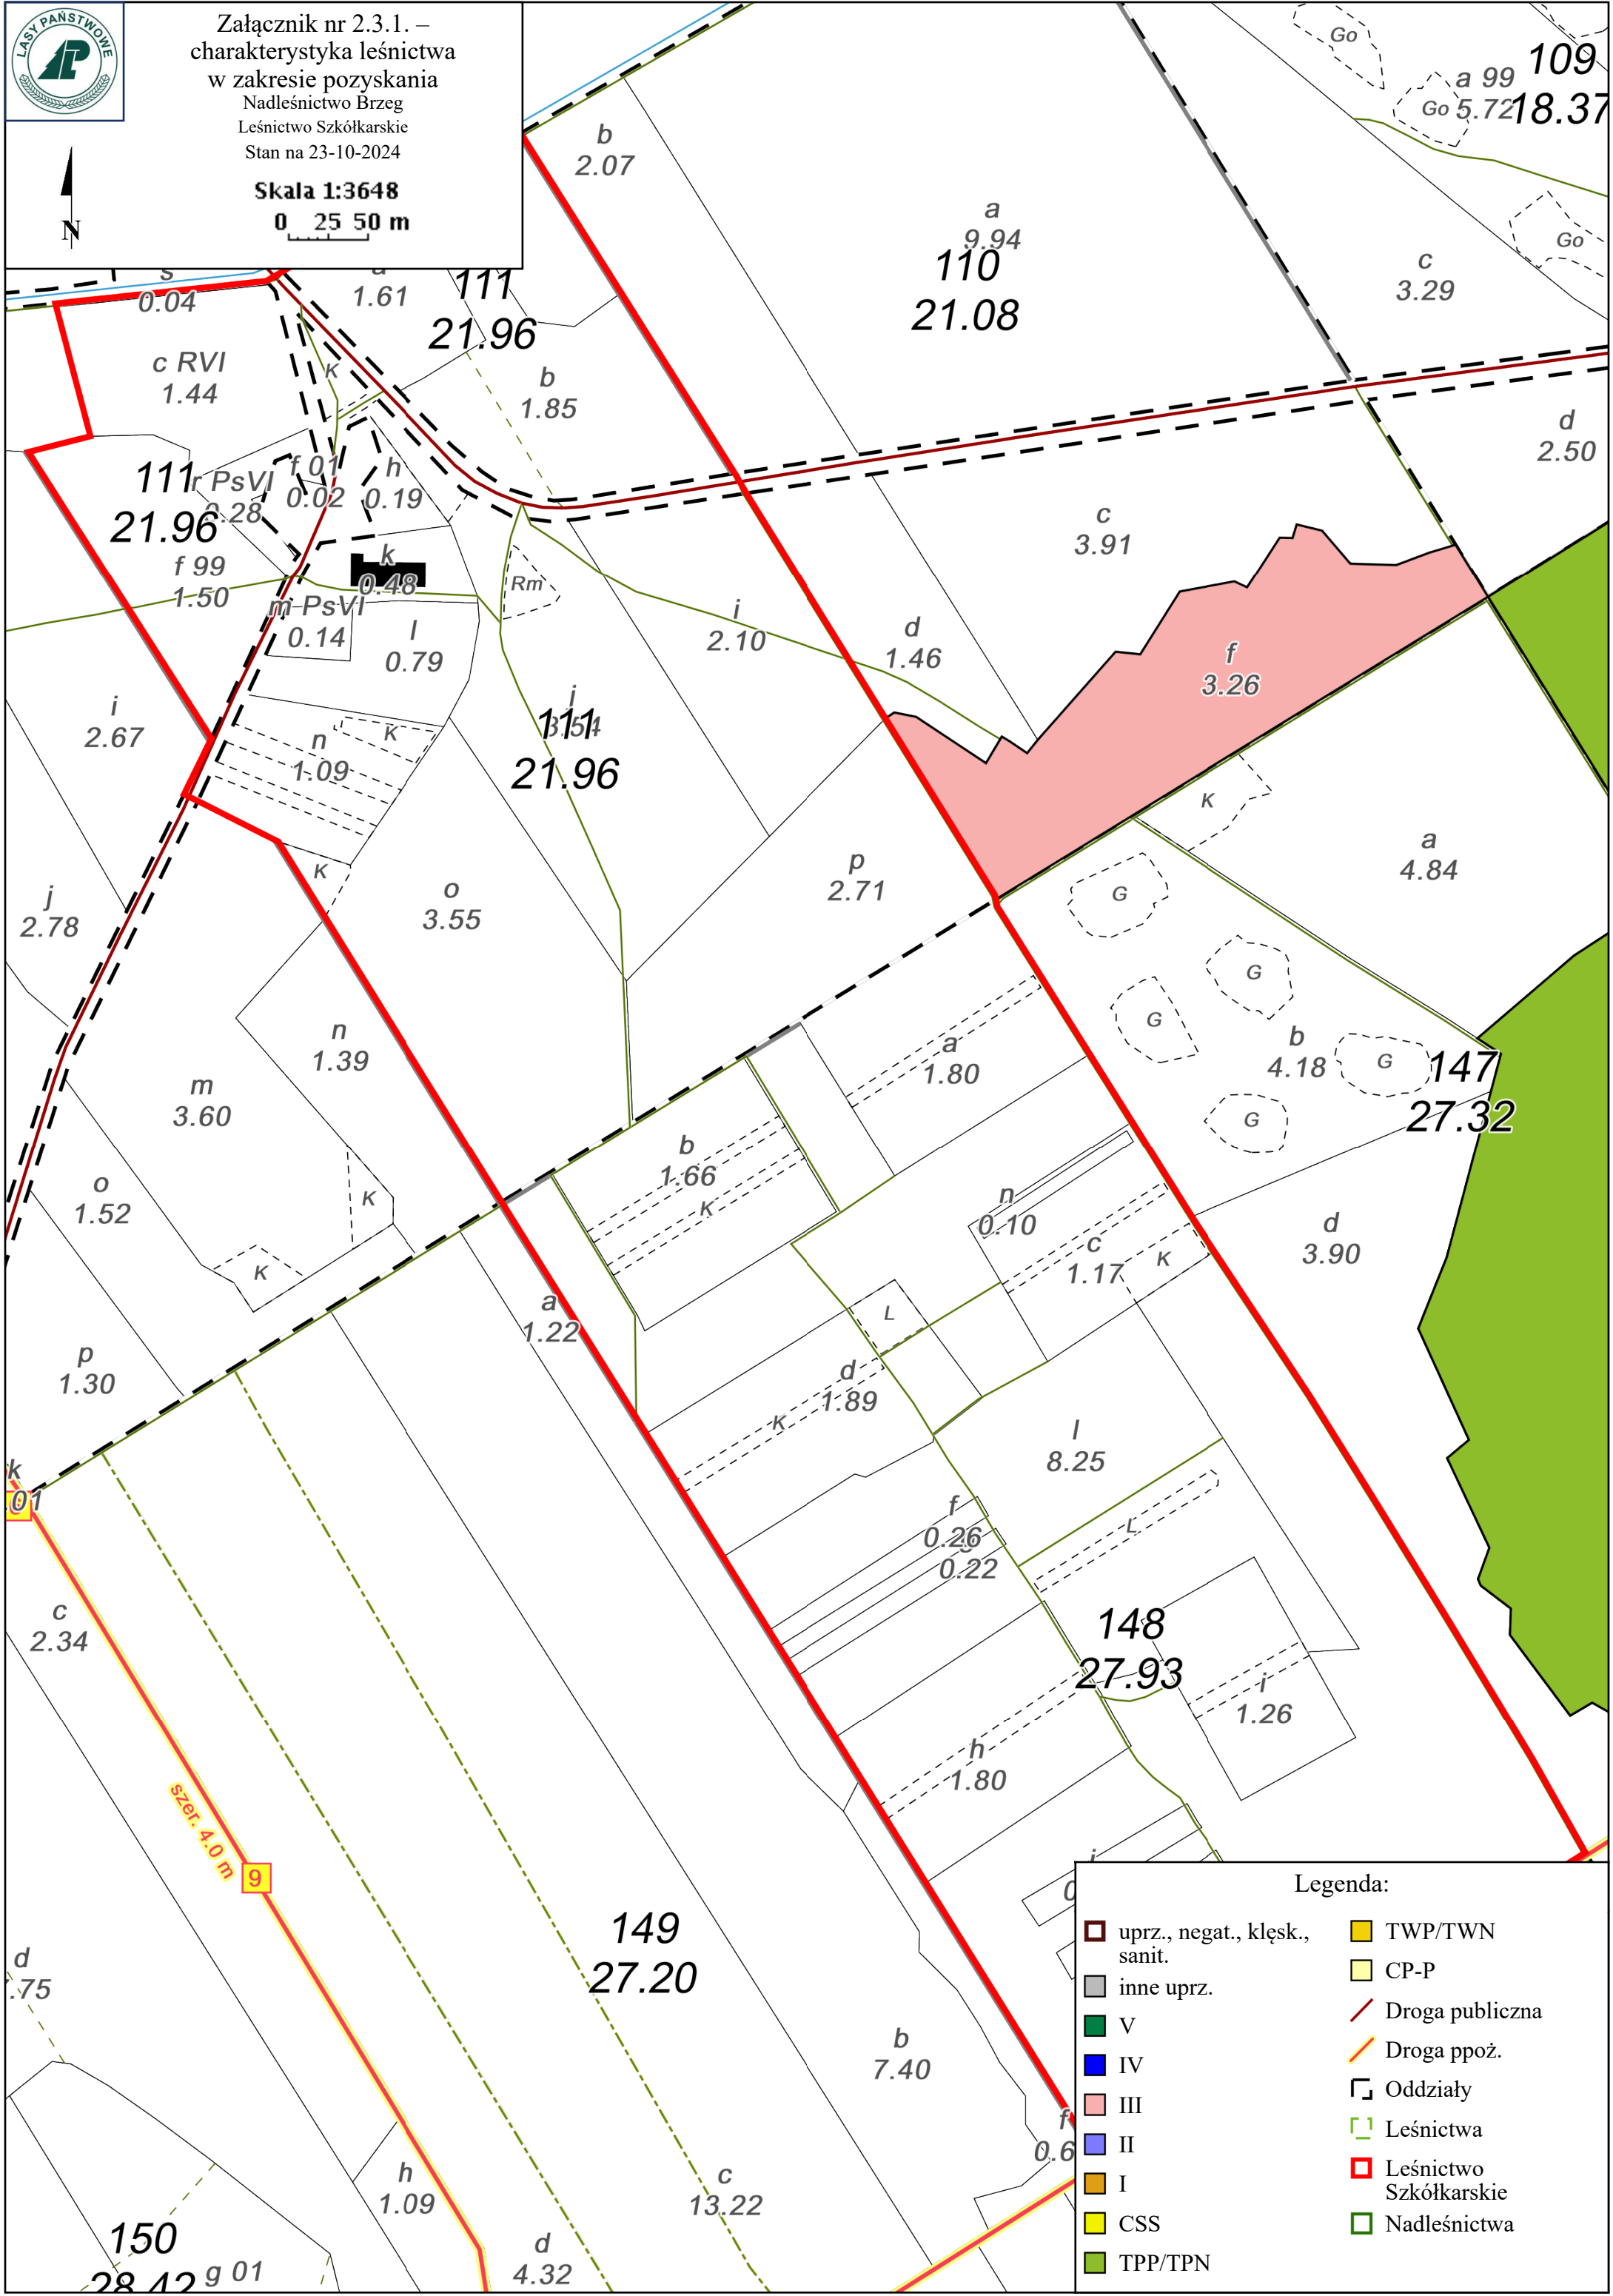 LASY PAŃSTWOWE
Załącznik nr 2.3.1. –
charakterystyka leśnictwa
w zakresie pozyskania
Nadleśnictwo Brzeg
Leśnictwo Szkółkarskie
Stan na 23-10-2024
Skala 1:3648
0 25 50 m
N
b
2.07
a
9.94
110
21.08
Go
a 99
Go 5.72
109
18.37
Go
c
3.29
d
2.50
s
0.04
1.61
111
21.96
c RVI
1.44
K
b
1.85
111
21.96
r PsVI
0.28
f 01
0.02
h
0.19
f 99
1.50
k
0.48
m PsVI
0.14
l
0.79
Rm
i
2.10
d
1.46
c
3.91
f
3.26
i
2.67
n
1.09
K
j
3.54
111
21.96
K
a
4.84
j
2.78
K
o
3.55
p
2.71
G
G
G
b
4.18
G
G
147
27.32
n
1.39
m
3.60
a
1.80
o
1.52
K
K
b
1.66
K
n
0.10
c
1.17
K
d
3.90
p
1.30
a
1.22
L
d
1.89
K
l
8.25
k
01
f
0.26
0.22
L
c
2.34
148
27.93
i
1.26
h
1.80
szer. 4.0 m
9
149
27.20
d
.75
b
7.40
f
0.6
h
1.09
c
13.22
d
4.32
150
28.42
g 01
Legenda:
uprz., negat., klęsk.,
sanit.
inne uprz.
V
IV
III
II
I
CSS
TPP/TPN
TWP/TWN
CP-P
Droga publiczna
Droga ppoż.
Oddziały
Leśnictwa
Leśnictwo
Szkółkarskie
Nadleśnictwa